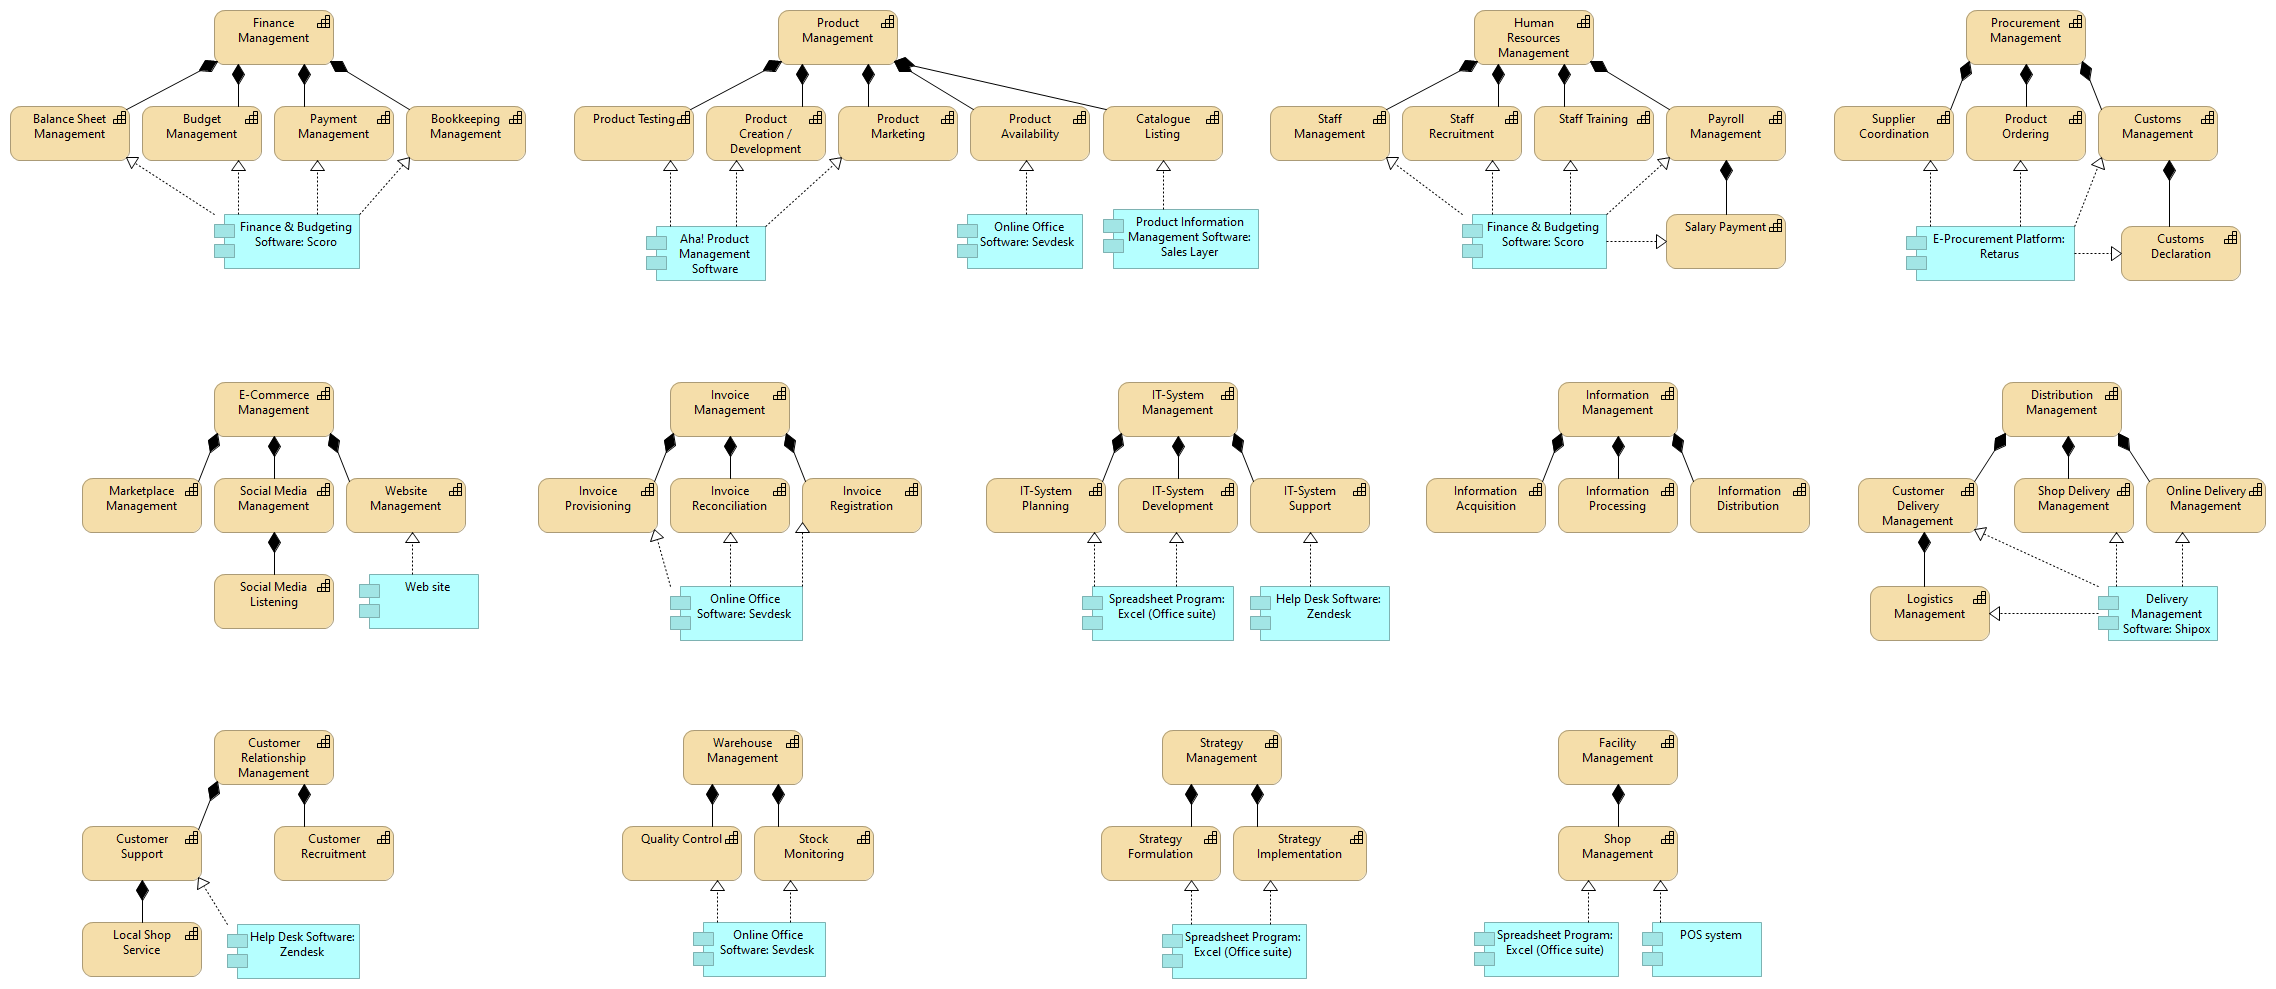 Finance
Management
Product
Management
Human
Resources
Management
Procurement
Management
Balance Sheet
Management
Budget
Management
Payment
Management
Bookkeeping
Management
Product Testing
Product
Creation /
Development
Product
Marketing
Product
Availability
Catalogue
Listing
Staff
Management
Staff
Recruitment
Staff Training
Payroll
Management
Supplier
Coordination
Product
Ordering
Customs
Management
Finance & Budgeting
Software: Scoro
Aha! Product
Management
Software
Online Office
Software: Sevdesk
Product Information
Management Software:
Sales Layer
Finance & Budgeting
Software: Scoro
Salary Payment
E-Procurement Platform:
Retarus
Customs
Declaration
E-Commerce
Management
Invoice
Management
IT-System
Management
Information
Management
Distribution
Management
Marketplace
Management
Social Media
Management
Website
Management
Invoice
Provisioning
Invoice
Reconciliation
Invoice
Registration
IT-System
Planning
IT-System
Development
IT-System
Support
Information
Acquisition
Information
Processing
Information
Distribution
Customer
Delivery
Management
Shop Delivery
Management
Online Delivery
Management
Social Media
Listening
Web site
Online Office
Software: Sevdesk
Spreadsheet Program:
Excel (Office suite)
Help Desk Software:
Zendesk
Logistics
Management
Delivery
Management
Software: Shipox
Customer
Relationship
Management
Warehouse
Management
Strategy
Management
Facility
Management
Customer
Support
Customer
Recruitment
Quality Control
Stock
Monitoring
Strategy
Formulation
Strategy
Implementation
Shop
Management
Local Shop
Service
Help Desk Software:
Zendesk
Online Office
Software: Sevdesk
Spreadsheet Program:
Excel (Office suite)
Spreadsheet Program:
Excel (Office suite)
POS system